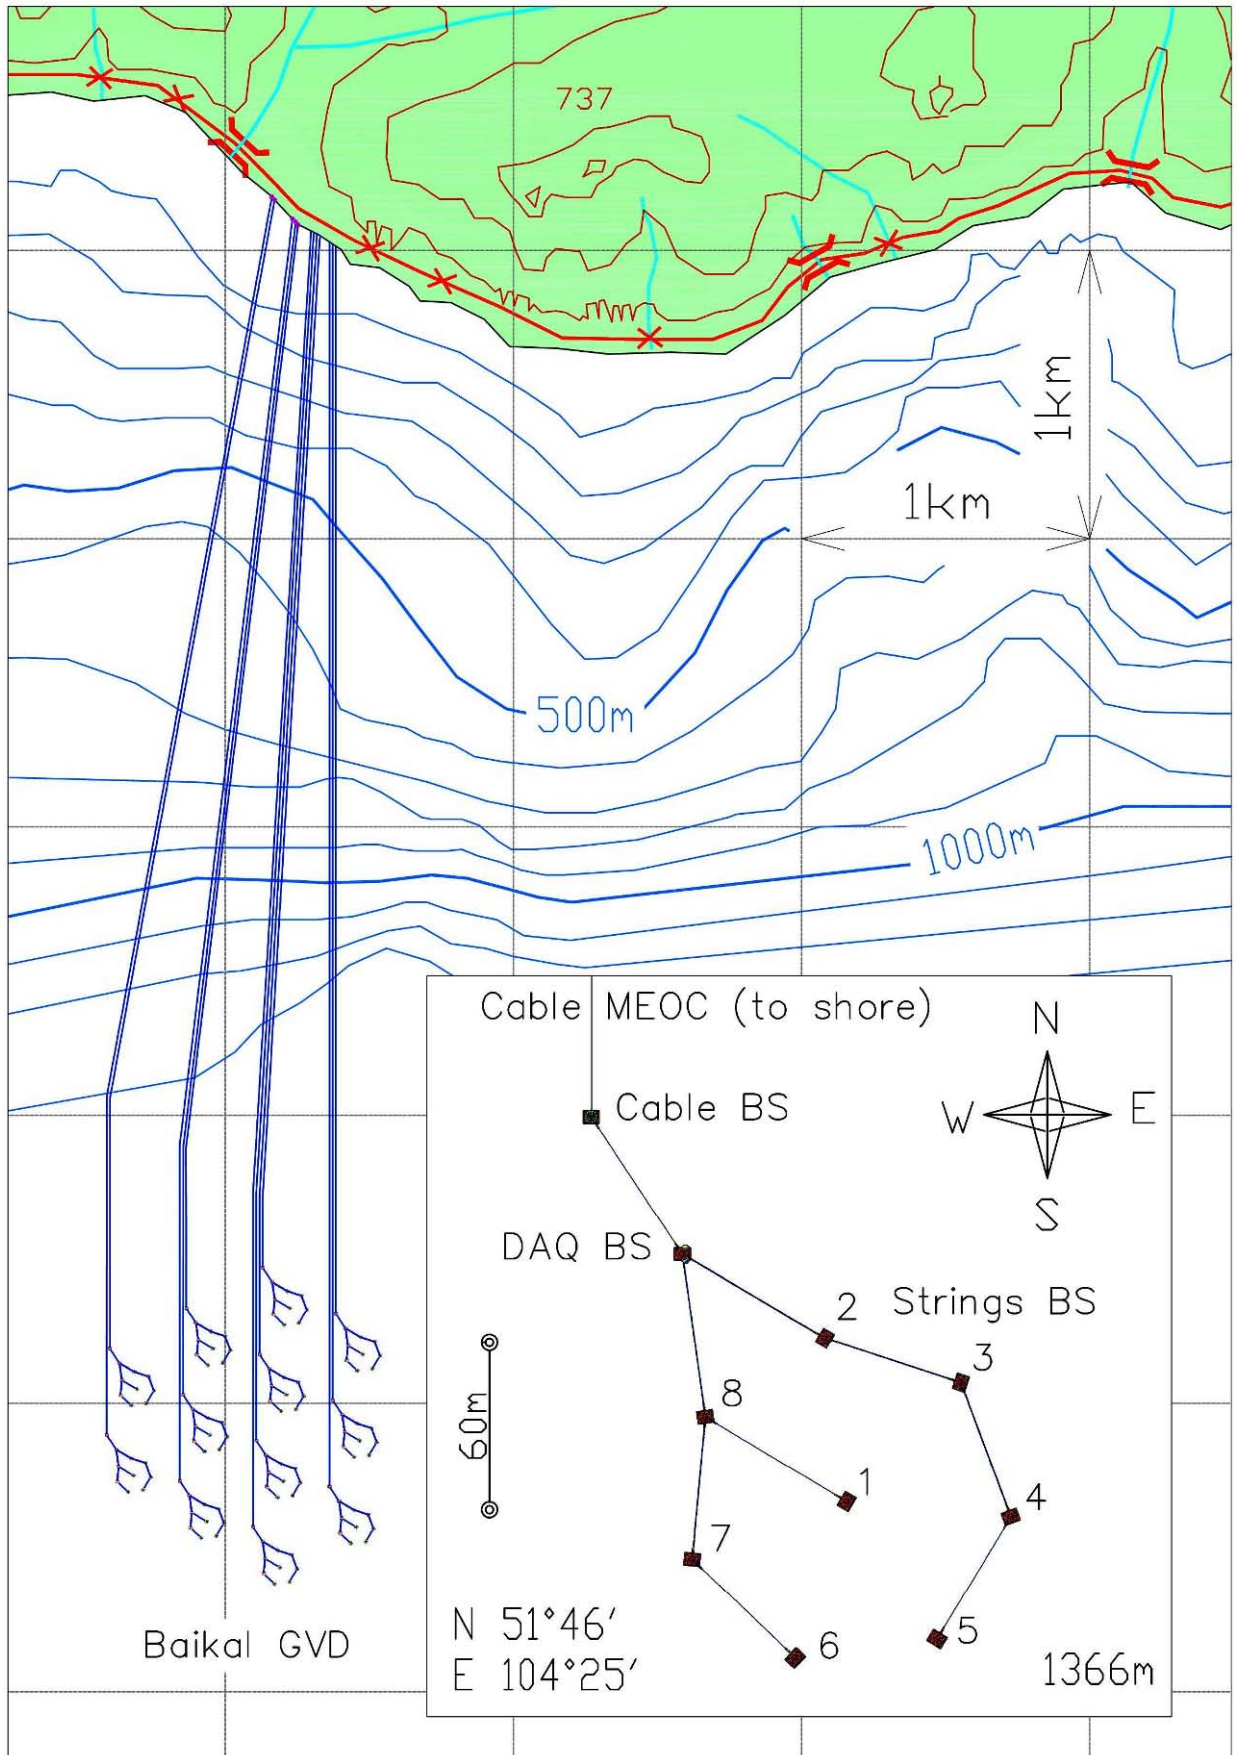 737
1km
1km
500m
1000m
Cable MEOC (to shore)
N
Cable BS
W
E
S
DAQ BS
2
Strings BS
3
8
60m
1
4
7
N 51°46′
6
5
E 104°25′
1366m
Baikal GVD